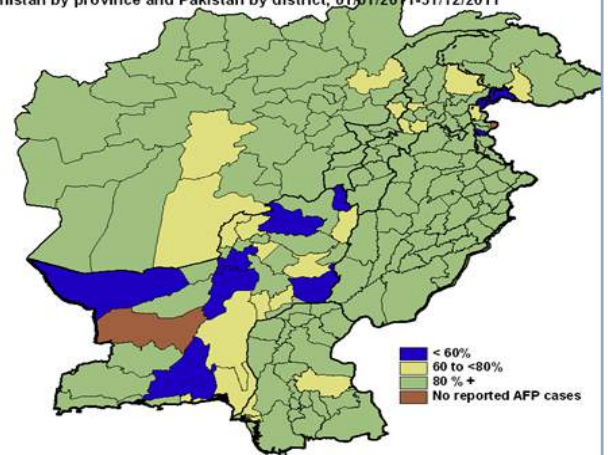 nistan by province and Pakistan by district, 01/01/2011-31/12/2011
< 60%
60 to <80%
80 % +
No reported AFP cases